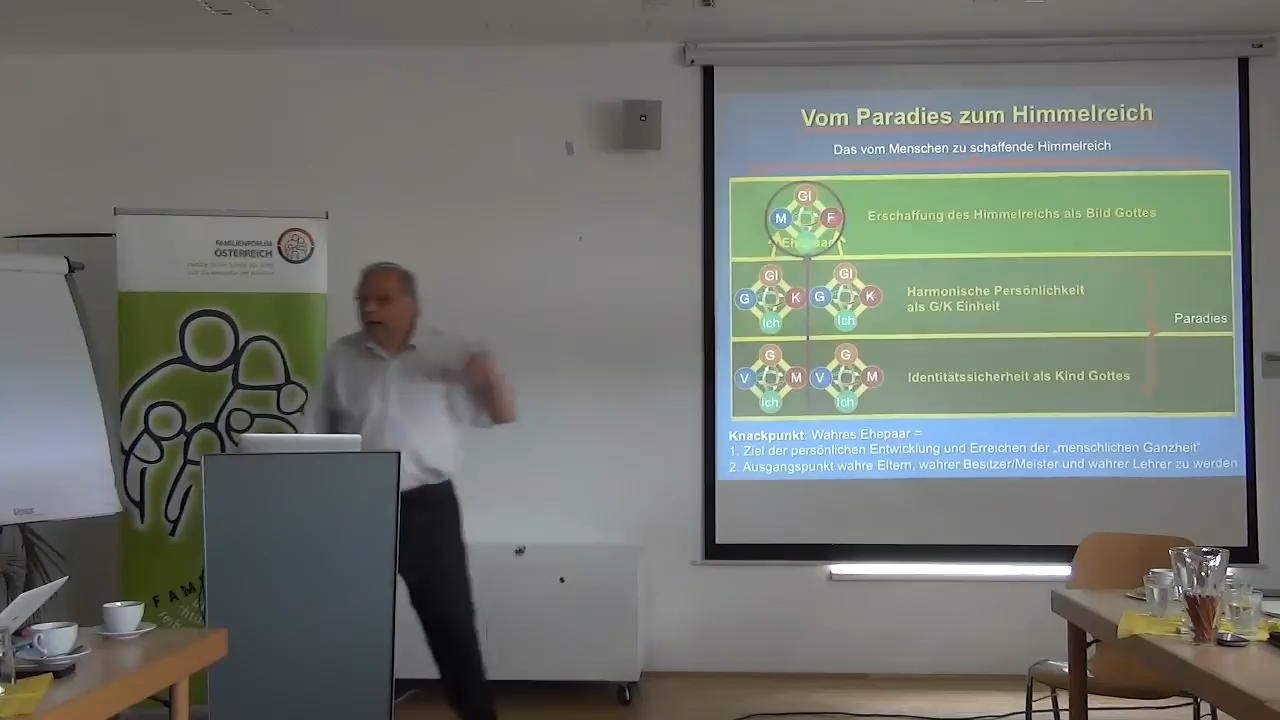 Vom Paradies zum Himmelreich
Das vom Menschen zu schaffende Himmelreich
Gl
M F
Ehepaar
Erschaffung des Himmelreichs als Bild Gottes
Gl Gl
G K G K
Ich Ich
Harmonische Persönlichkeit
als G/K Einheit
Paradies
G G
V M V M
Ich Ich
Identitätssicherheit als Kind Gottes
Knackpunkt: Wahres Ehepaar =
1. Ziel der persönlichen Entwicklung und Erreichen der „menschlichen Ganzheit"
2. Ausgangspunkt wahre Eltern, wahrer Besitzer/Meister und wahrer Lehrer zu werden
FAMILIENFORUM
ÖSTERREICH